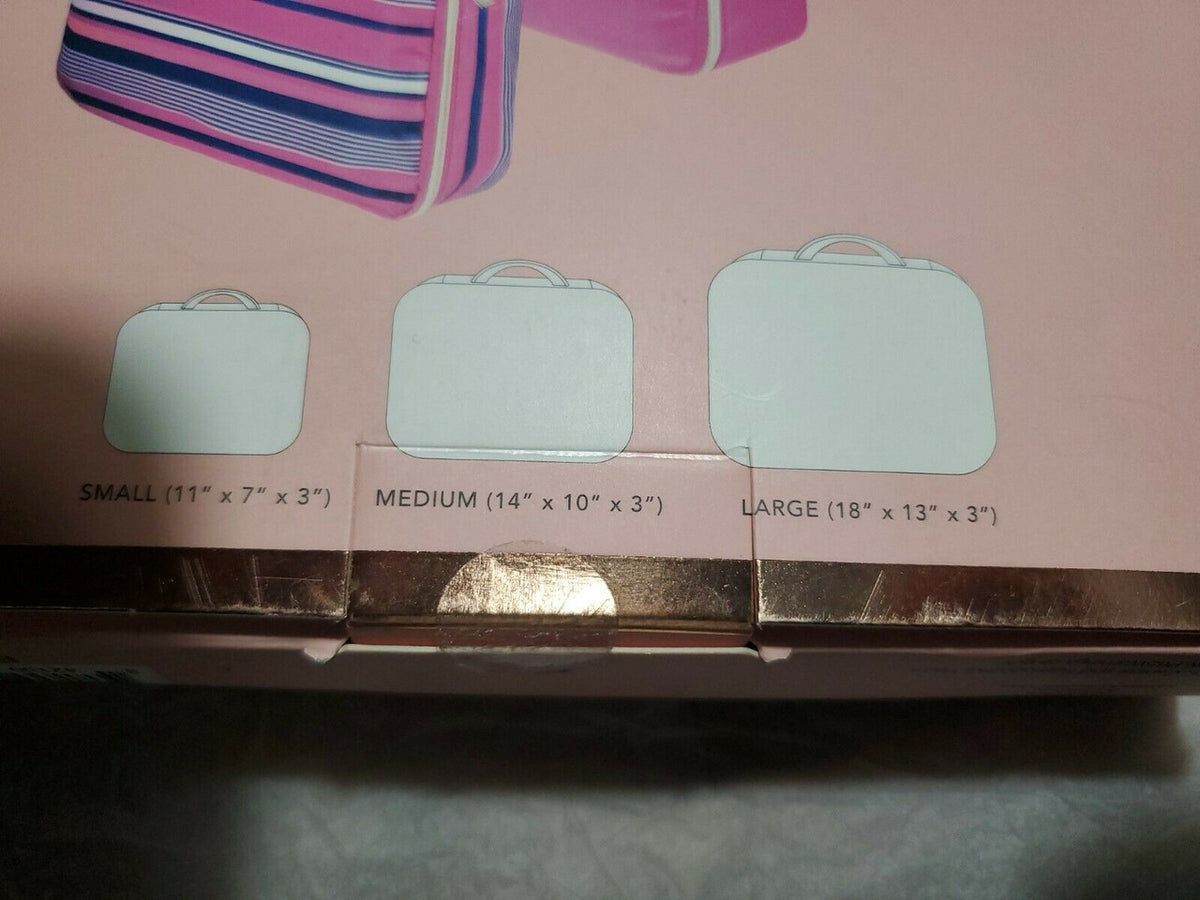 SMALL (11" x 7" x 3")
MEDIUM (14" x 10" x 3")
LARGE (18" x 13" x 3")